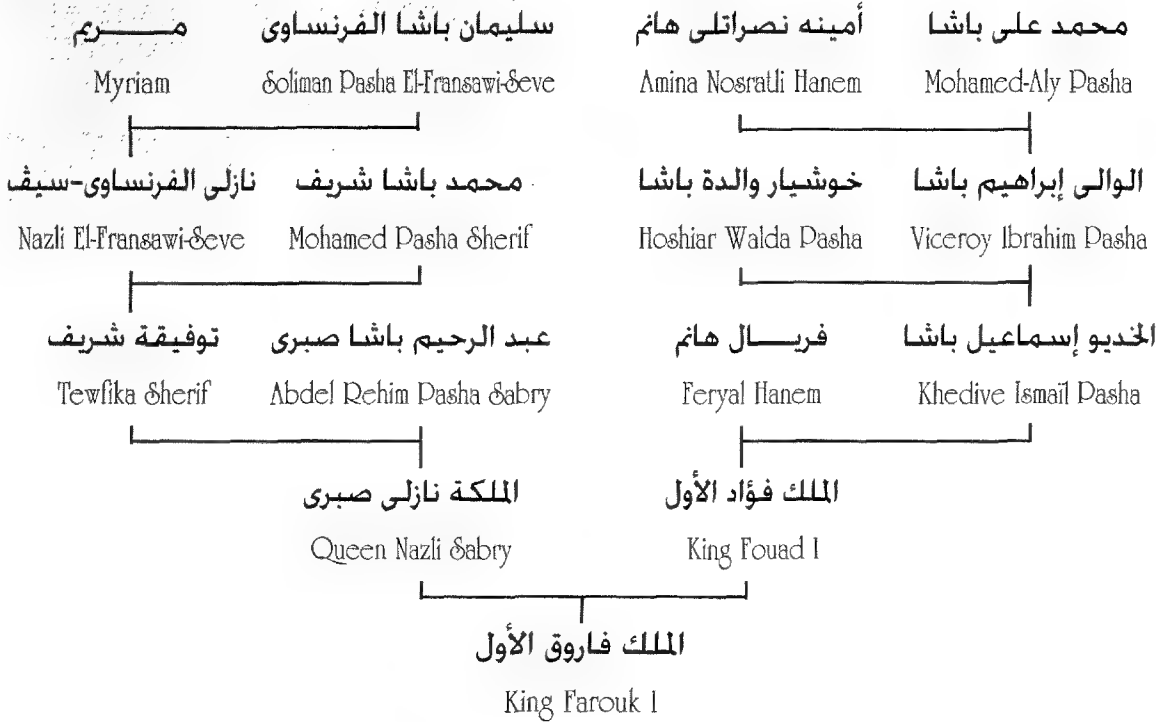 مـــــريم
سليمان باشا الفرنساوى
أمينه نصراتلى هانم
محمد على باشا
Myriam
Soliman Pasha El-Fransawi-Seve
Amina Nosratli Hanem
Mohamed-Aly Pasha
نازلى الفرنساوى-سيڤ
محمد باشا شريف
خوشيار والدة باشا
الوالى إبراهيم باشا
Nazli El-Fransawi-Seve
Mohamed Pasha Sherif
Hoshiar Walda Pasha
Viceroy Ibrahim Pasha
توفيقة شريف
عبد الرحيم باشا صبرى
فريـــال هانم
الخديو إسماعيل باشا
Tewfika Sherif
Abdel Rehim Pasha Sabry
Feryal Hanem
Khedive Ismaïl Pasha
الملكة نازلى صبرى
الملك فؤاد الأول
Queen Nazli Sabry
King Fouad I
الملك فاروق الأول
King Farouk I